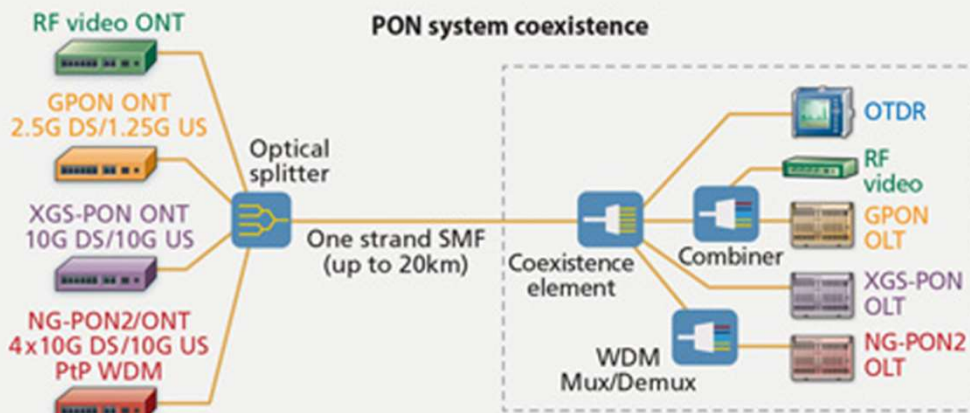 PON system coexistence
RF video ONT
GPON ONT
2.5G DS/1.25G US
XGS-PON ONT
10G DS/10G US
NG-PON2/ONT
4x10G DS/10G US
PtP WDM
Optical
splitter
One strand SMF
(up to 20km)
Coexistence
element
Combiner
WDM
Mux/Demux
OTDR
RF
video
GPON
OLT
XGS-PON
OLT
NG-PON2
OLT